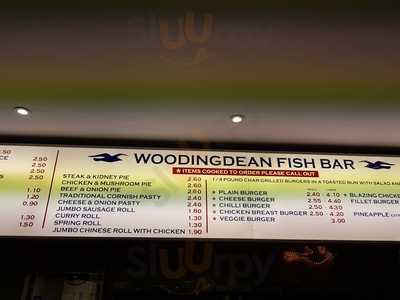 WOODINGDEAN FISH BAR
★ ITEMS COOKED TO ORDER PLEASE CALL OUT
.50
2.50
2.50
2.50
1.10
1.20
0.90
1.30
1.50
STEAK & KIDNEY PIE 2.60
CHICKEN & MUSHROOM PIE 2.60
BEEF & ONION PIE 2.60
TRADITIONAL CORNISH PASTY 2.40
CHEESE & ONION PASTY 2.40
JUMBO SAUSAGE ROLL 1.80
CURRY ROLL 1.30
SPRING ROLL 1.30
JUMBO CHINESE ROLL WITH CHICKEN 1.90
1/4 POUND CHAR GRILLED BURGERS IN A TOASTED BUN WITH SALAD AND
★ PLAIN BURGER 2.40 - 4.10
★ CHEESE BURGER 2.55 - 4.40
★ CHILLI BURGER 2.50 - 4.30
★ CHICKEN BREAST BURGER 2.50 - 4.20
★ VEGGIE BURGER 3.00
★ BLAZING CHICKE
FILLET BURGER
PINEAPPLE